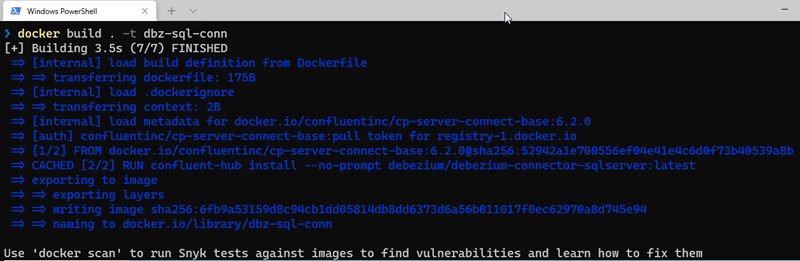 Windows PowerShell
❯ docker build . -t dbz-sql-conn
[+] Building 3.5s (7/7) FINISHED
=> [internal] load build definition from Dockerfile
=> => transferring dockerfile: 175B
=> [internal] load .dockerignore
=> => transferring context: 2B
=> [internal] load metadata for docker.io/confluentinc/cp-server-connect-base:6.2.0
=> [auth] confluentinc/cp-server-connect-base:pull token for registry-1.docker.io
=> [1/2] FROM docker.io/confluentinc/cp-server-connect-base:6.2.0@sha256:52942a1e700556ef04e41e4c6d0f73b40539a8b
=> CACHED [2/2] RUN confluent-hub install --no-prompt debezium/debezium-connector-sqlserver:latest
=> exporting to image
=> => exporting layers
=> => writing image sha256:6fb9a53159d8c94cb1dd05814db8dd6373d6a56b011017f0ec62970a8d745e94
=> => naming to docker.io/library/dbz-sql-conn
Use 'docker scan' to run Snyk tests against images to find vulnerabilities and learn how to fix them